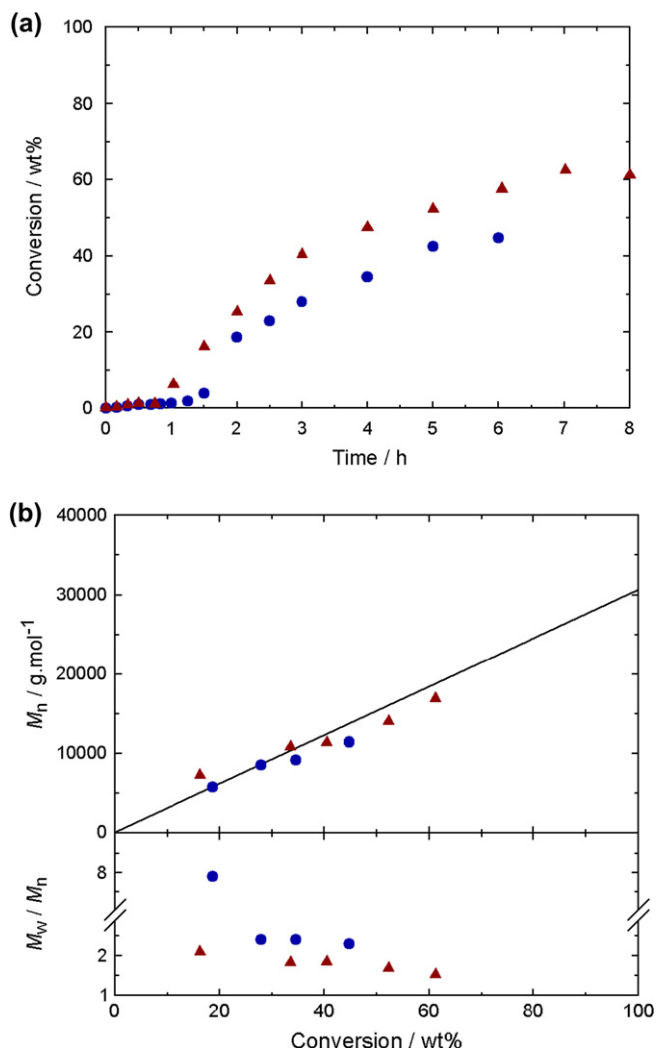 (a)
100
80
60
40
20
0
Conversion / wt%
0 1 2 3 4 5 6 7 8
Time / h
(b)
40000
30000
20000
10000
0
Mn / g.mol-1
8
2
1
Mw / Mn
0 20 40 60 80 100
Conversion / wt%